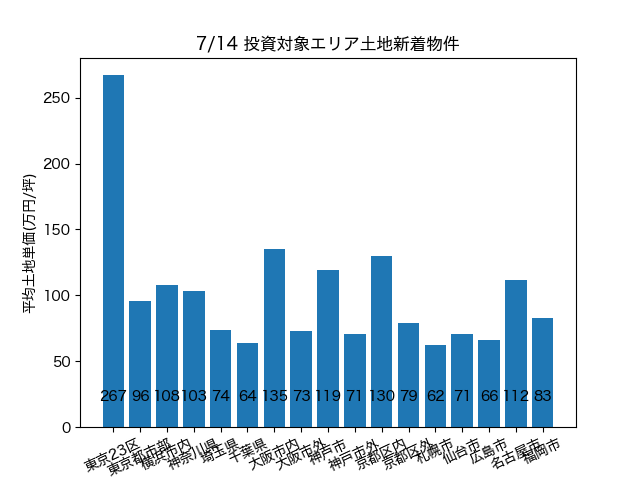 7/14 投資対象エリア土地新着物件
平均土地単価(万円/坪)
250
200
150
100
50
0
267 96 108 103 74 64 135 73 119 71 130 79 62 71 66 112 83
東京23区
東京都市部
横浜市内
神奈川県
埼玉県
千葉県
大阪市内
大阪市外
神戸市
神戸市外
京都区内
京都区外
札幌市
仙台市
広島市
名古屋市
福岡市